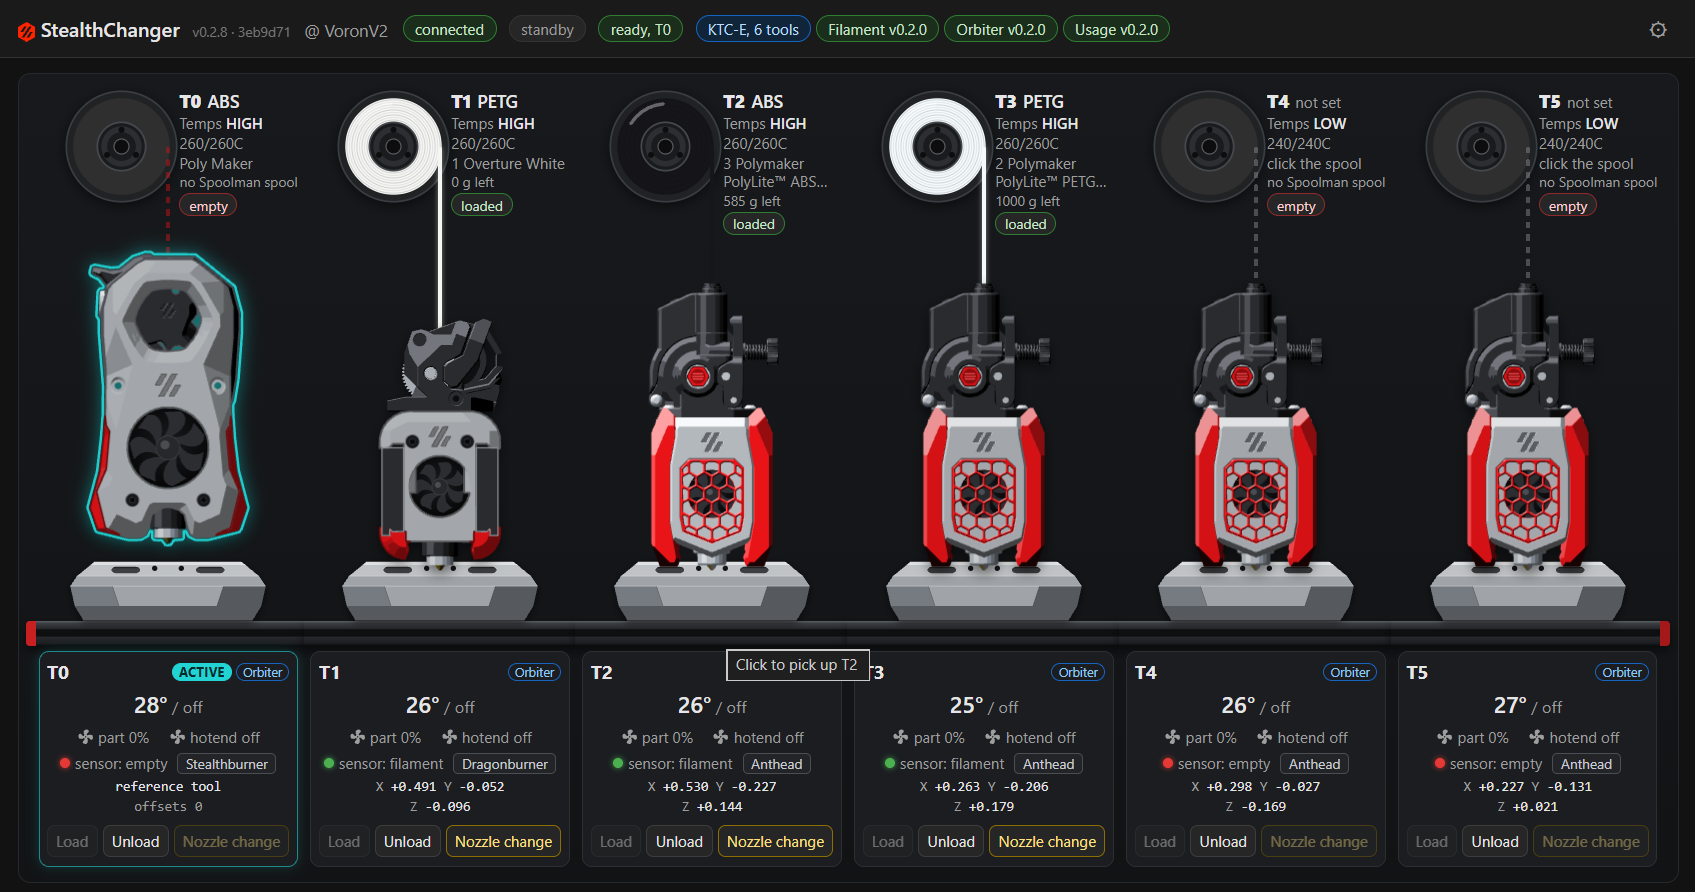 StealthChanger v0.2.8 · 3eb9d71 @ VoronV2 connected standby ready, T0 KTC-E, 6 tools Filament v0.2.0 Orbiter v0.2.0 Usage v0.2.0
T0 ABS
Temps HIGH
260/260C
Poly Maker
no Spoolman spool
empty
T1 PETG
Temps HIGH
260/260C
1 Overture White
0 g left
loaded
T2 ABS
Temps HIGH
260/260C
3 Polymaker
PolyLite™ ABS...
585 g left
loaded
T3 PETG
Temps HIGH
260/260C
2 Polymaker
PolyLite™ PETG...
1000 g left
loaded
T4 not set
Temps LOW
240/240C
click the spool
no Spoolman spool
empty
T5 not set
Temps LOW
240/240C
click the spool
no Spoolman spool
empty
T0 ACTIVE Orbiter
28° / off
part 0% hotend off
sensor: empty Stealthburner
reference tool
offsets 0
Load Unload Nozzle change
T1 Orbiter
26° / off
part 0% hotend off
sensor: filament Dragonburner
X +0.491 Y -0.052
Z -0.096
Load Unload Nozzle change
T2
Click to pick up T2
26° / off
part 0% hotend off
sensor: filament Anthead
X +0.530 Y -0.227
Z +0.144
Load Unload Nozzle change
T3 Orbiter
25° / off
part 0% hotend off
sensor: filament Anthead
X +0.263 Y -0.206
Z +0.179
Load Unload Nozzle change
T4 Orbiter
26° / off
part 0% hotend off
sensor: empty Anthead
X +0.298 Y -0.027
Z -0.169
Load Unload Nozzle change
T5 Orbiter
27° / off
part 0% hotend off
sensor: empty Anthead
X +0.227 Y -0.131
Z +0.021
Load Unload Nozzle change